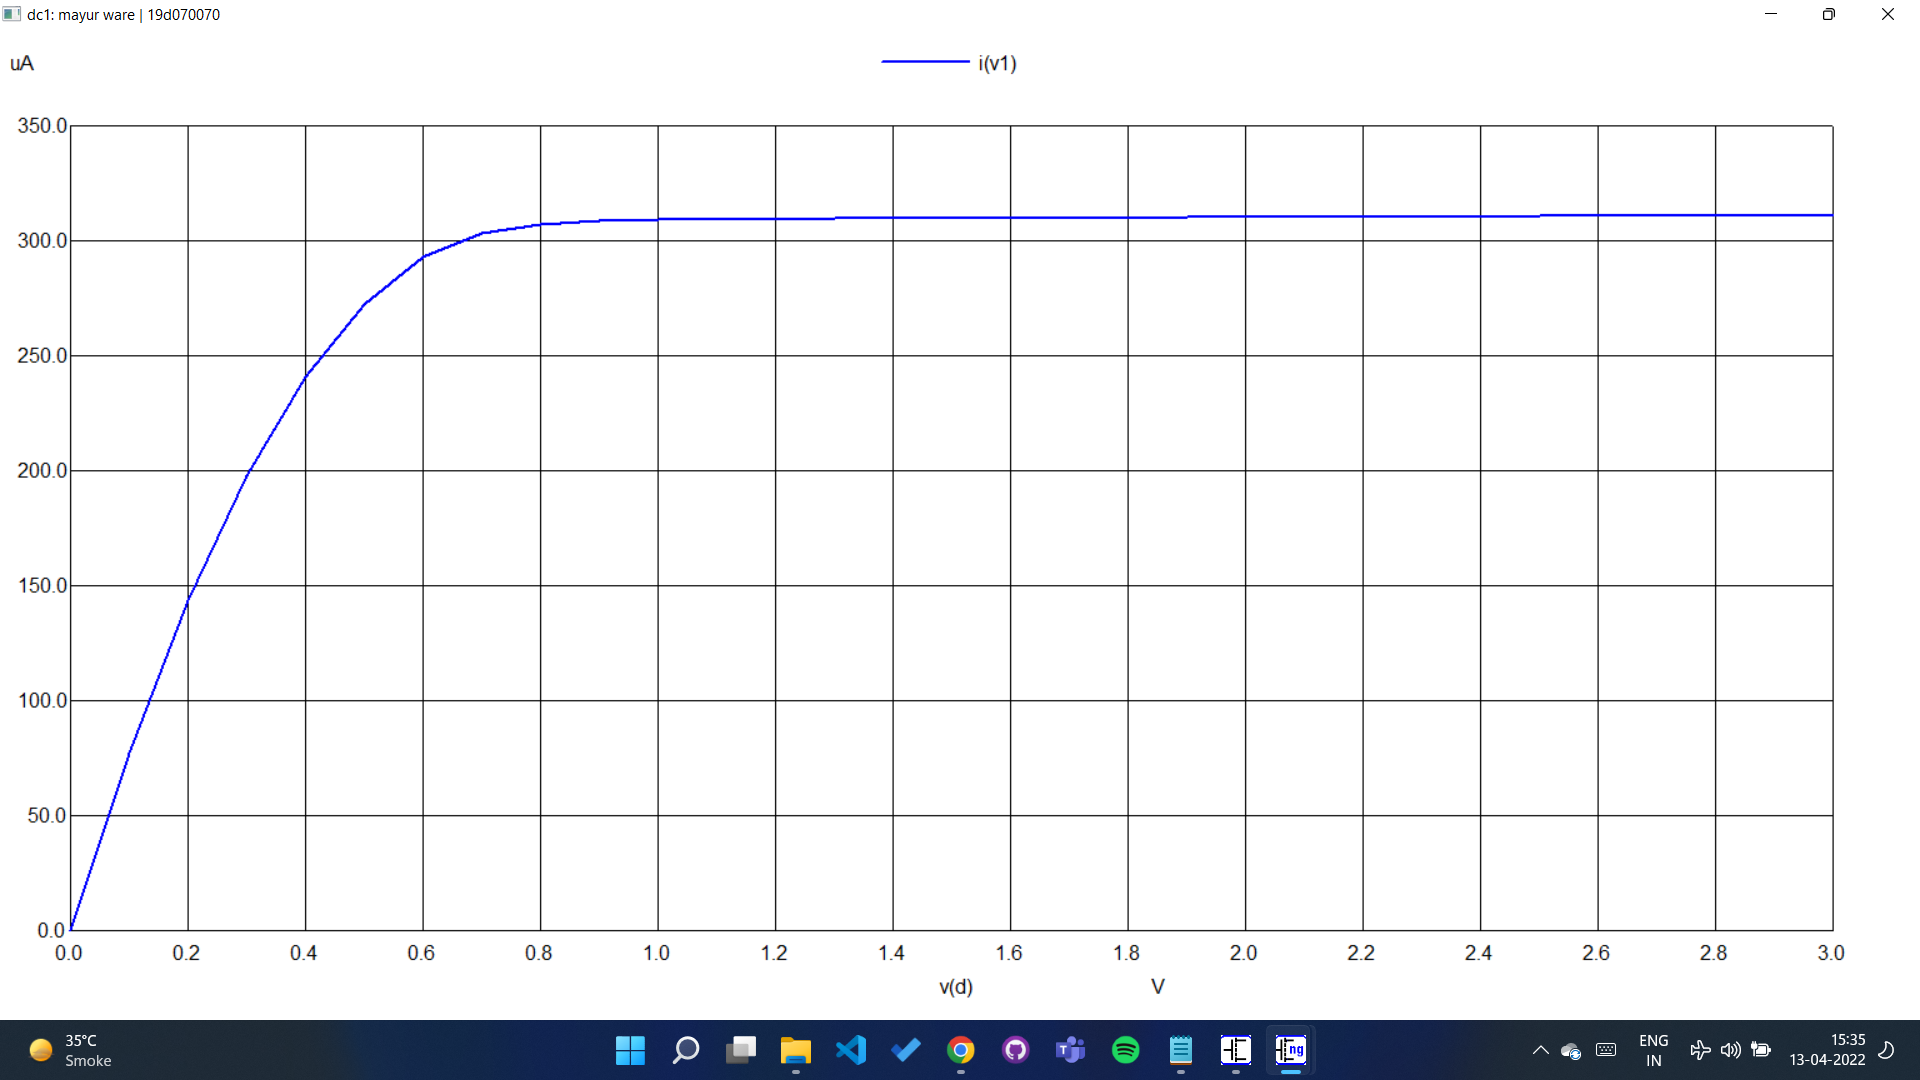 dc1: mayur ware | 19d070070
uA
i(v1)
350.0
300.0
250.0
200.0
150.0
100.0
50.0
0.0
0.0 0.2 0.4 0.6 0.8 1.0 1.2 1.4 1.6 1.8 2.0 2.2 2.4 2.6 2.8 3.0
v(d) V
35°C
Smoke
T
ng
ENG
IN
15:35
13-04-2022